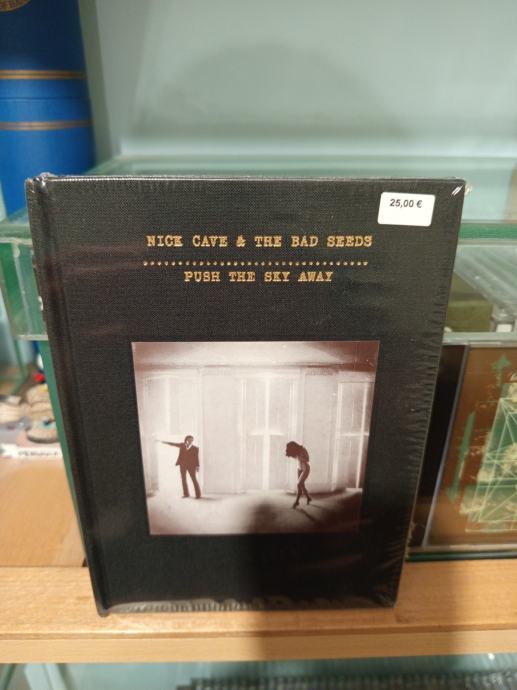 25,00 €
NICK CAVE & THE BAD SEEDS
PUSH THE SKY AWAY